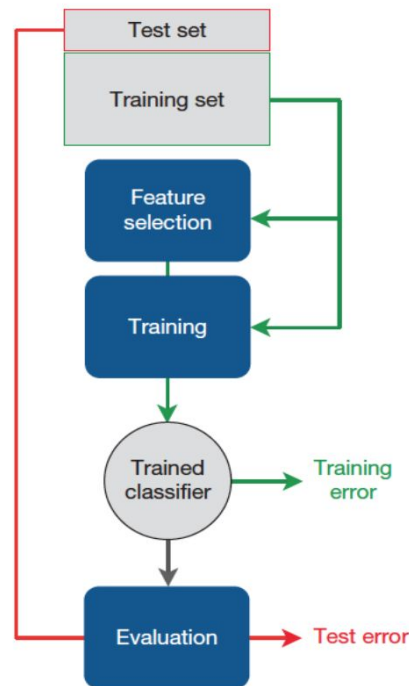 Test set
Training set
Feature
selection
Training
Trained
classifier
Training
error
Evaluation
Test error